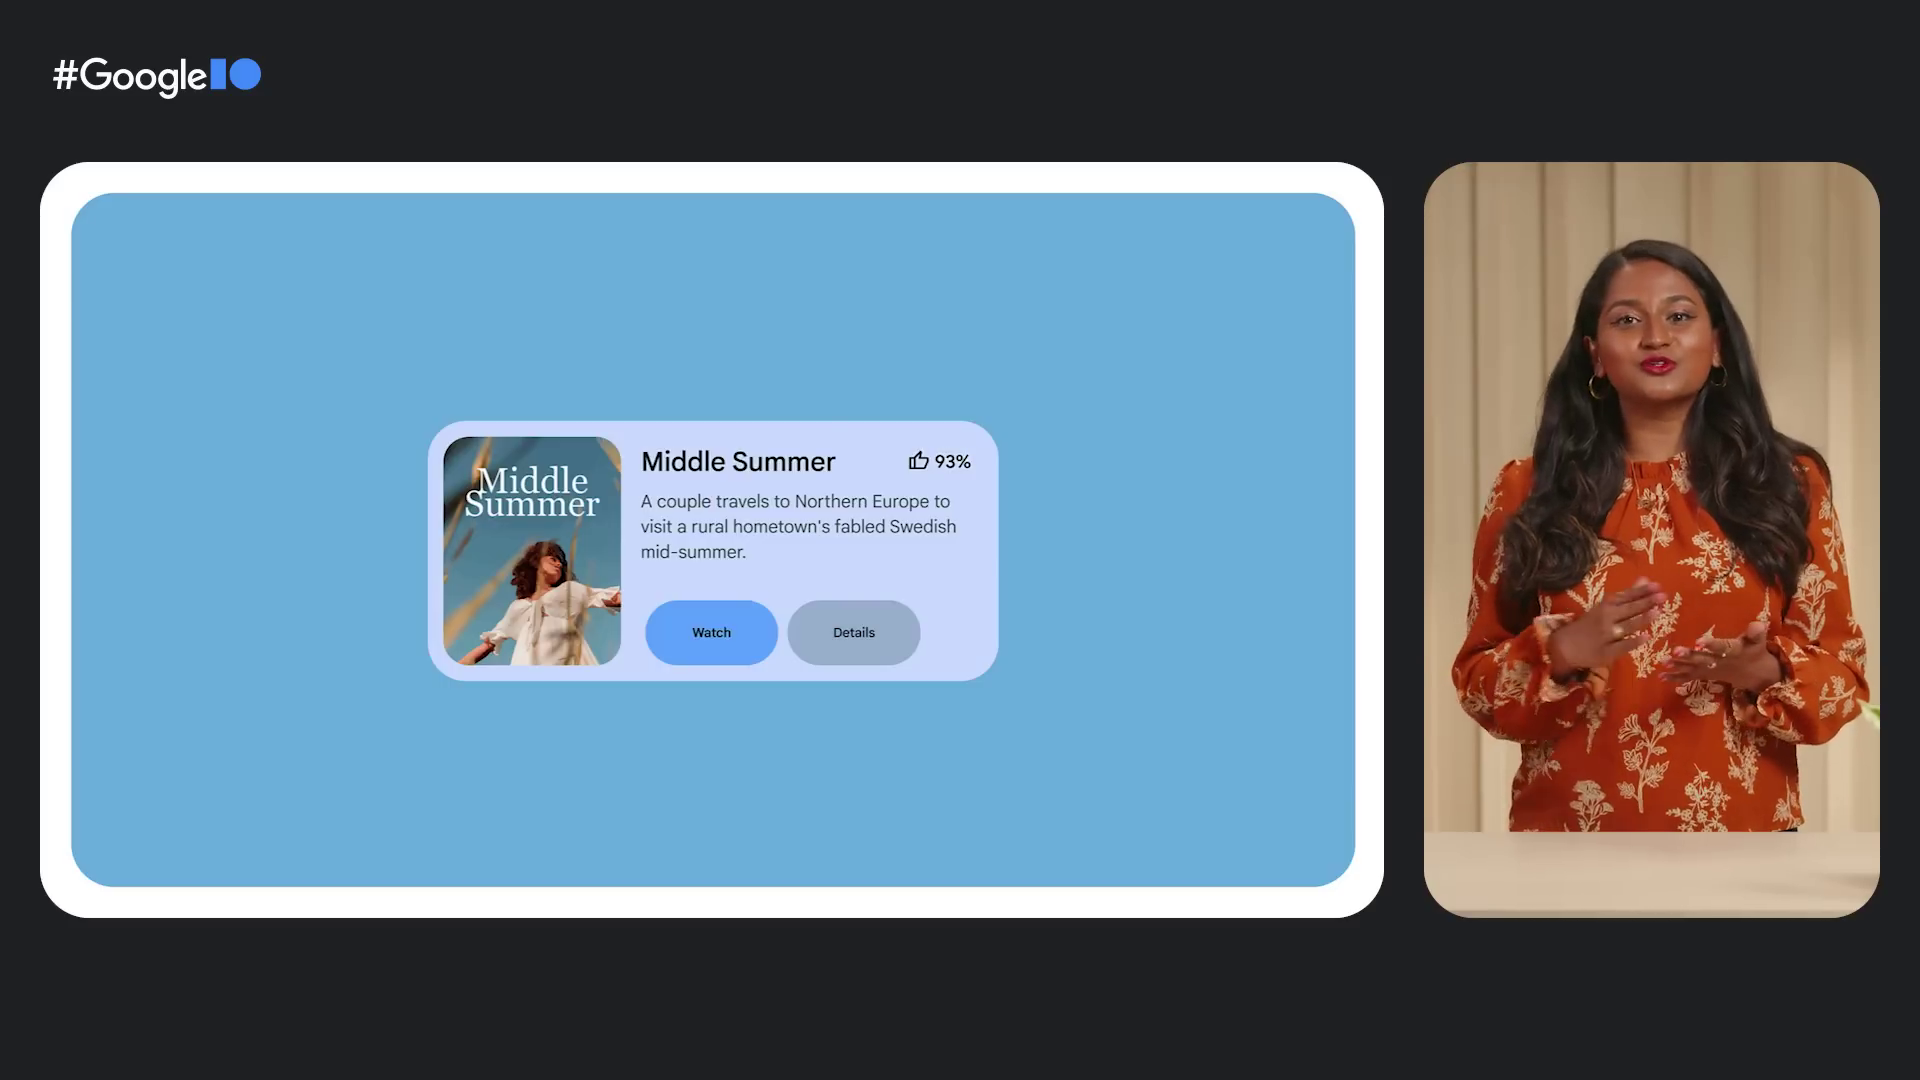 #GoogleIO
Middle
Summer
Middle Summer
93%
A couple travels to Northern Europe to
visit a rural hometown's fabled Swedish
mid-summer.
Watch
Details